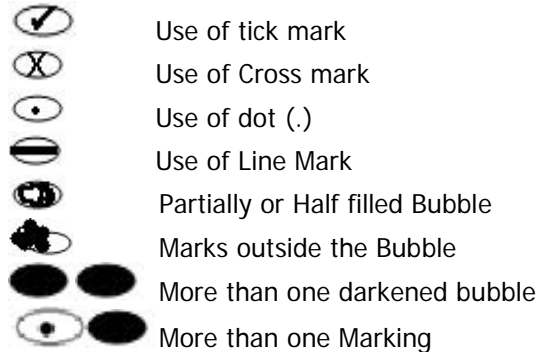 Use of tick mark
Use of Cross mark
Use of dot (.)
Use of Line Mark
Partially or Half filled Bubble
Marks outside the Bubble
More than one darkened bubble
More than one Marking